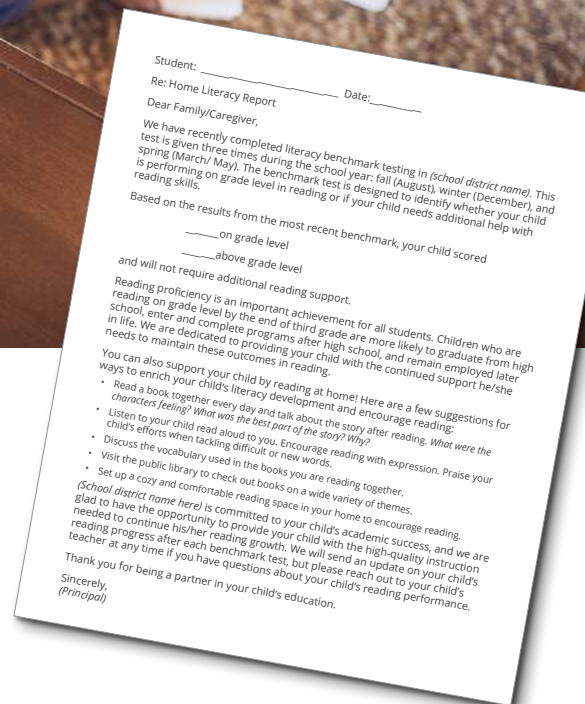 Student: ____________________ Date:________
Re: Home Literacy Report
Dear Family/Caregiver,
We have recently completed literacy benchmark testing in (school district name). This
test is given three times during the school year: fall (August), winter (December), and
spring (March/ May). The benchmark test is designed to identify whether your child
is performing on grade level in reading or if your child needs additional help with
reading skills.
Based on the results from the most recent benchmark, your child scored
_____on grade level
_____above grade level
and will not require additional reading support.
Reading proficiency is an important achievement for all students. Children who are
reading on grade level by the end of third grade are more likely to graduate from high
school, enter and complete programs after high school, and remain employed later
in life. We are dedicated to providing your child with the continued support he/she
needs to maintain these outcomes in reading.
You can also support your child by reading at home! Here are a few suggestions for
ways to enrich your child's literacy development and encourage reading:
• Read a book together every day and talk about the story after reading. What were the
characters feeling? What was the best part of the story? Why?
• Listen to your child read aloud to you. Encourage reading with expression. Praise your
child's efforts when tackling difficult or new words.
• Discuss the vocabulary used in the books you are reading together.
• Visit the public library to check out books on a wide variety of themes.
• Set up a cozy and comfortable reading space in your home to encourage reading.
(School district name here) is committed to your child's academic success, and we are
glad to have the opportunity to provide your child with the high-quality instruction
needed to continue his/her reading growth. We will send an update on your child's
reading progress after each benchmark test, but please reach out to your child's
teacher at any time if you have questions about your child's reading performance.
Thank you for being a partner in your child's education.
Sincerely,
(Principal)